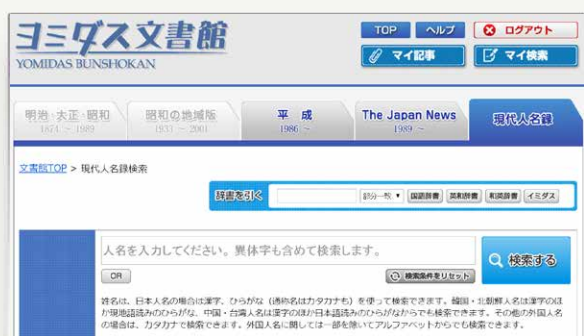 ヨミダス文書館
YOMIDAS BUNSHOKAN
TOP ヘルプ ログアウト
マイ記事 マイ検索
明治・大正・昭和 昭和の地域版 平成 The Japan News 現代人名録
1874 ～ 1989 1933 ～ 2001 1986 ～ 1989 ～
文書館TOP > 現代人名録検索
辞書を引く 部分一致 国語辞書 英和辞書 和英辞書 イミダス
人名を入力してください。異体字も含めて検索します。
検索する
OR 検索条件をリセット
姓名は、日本人名の場合は漢字、ひらがな（通称名はカタカナも）を使って検索できます。韓国・北朝鮮人名は漢字のほ
か現地語読みのひらがな、中国・台湾人名は漢字のほか日本語読みのひらがなからでも検索できます。その他の外国人名
の場合は、カタカナで検索できます。外国人名に関しては一部を除いてアルファベットからでも検索できます。